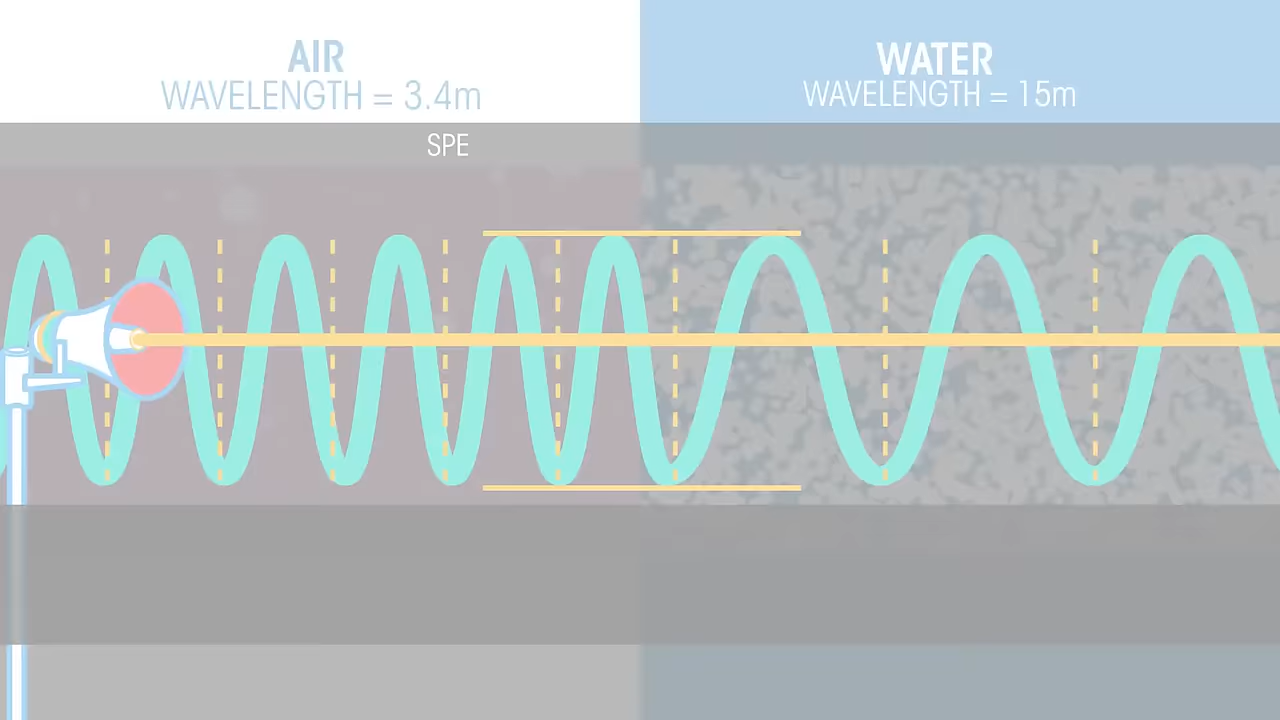 AIR
WAVELENGTH = 3.4m
WATER
WAVELENGTH = 15m
SPE